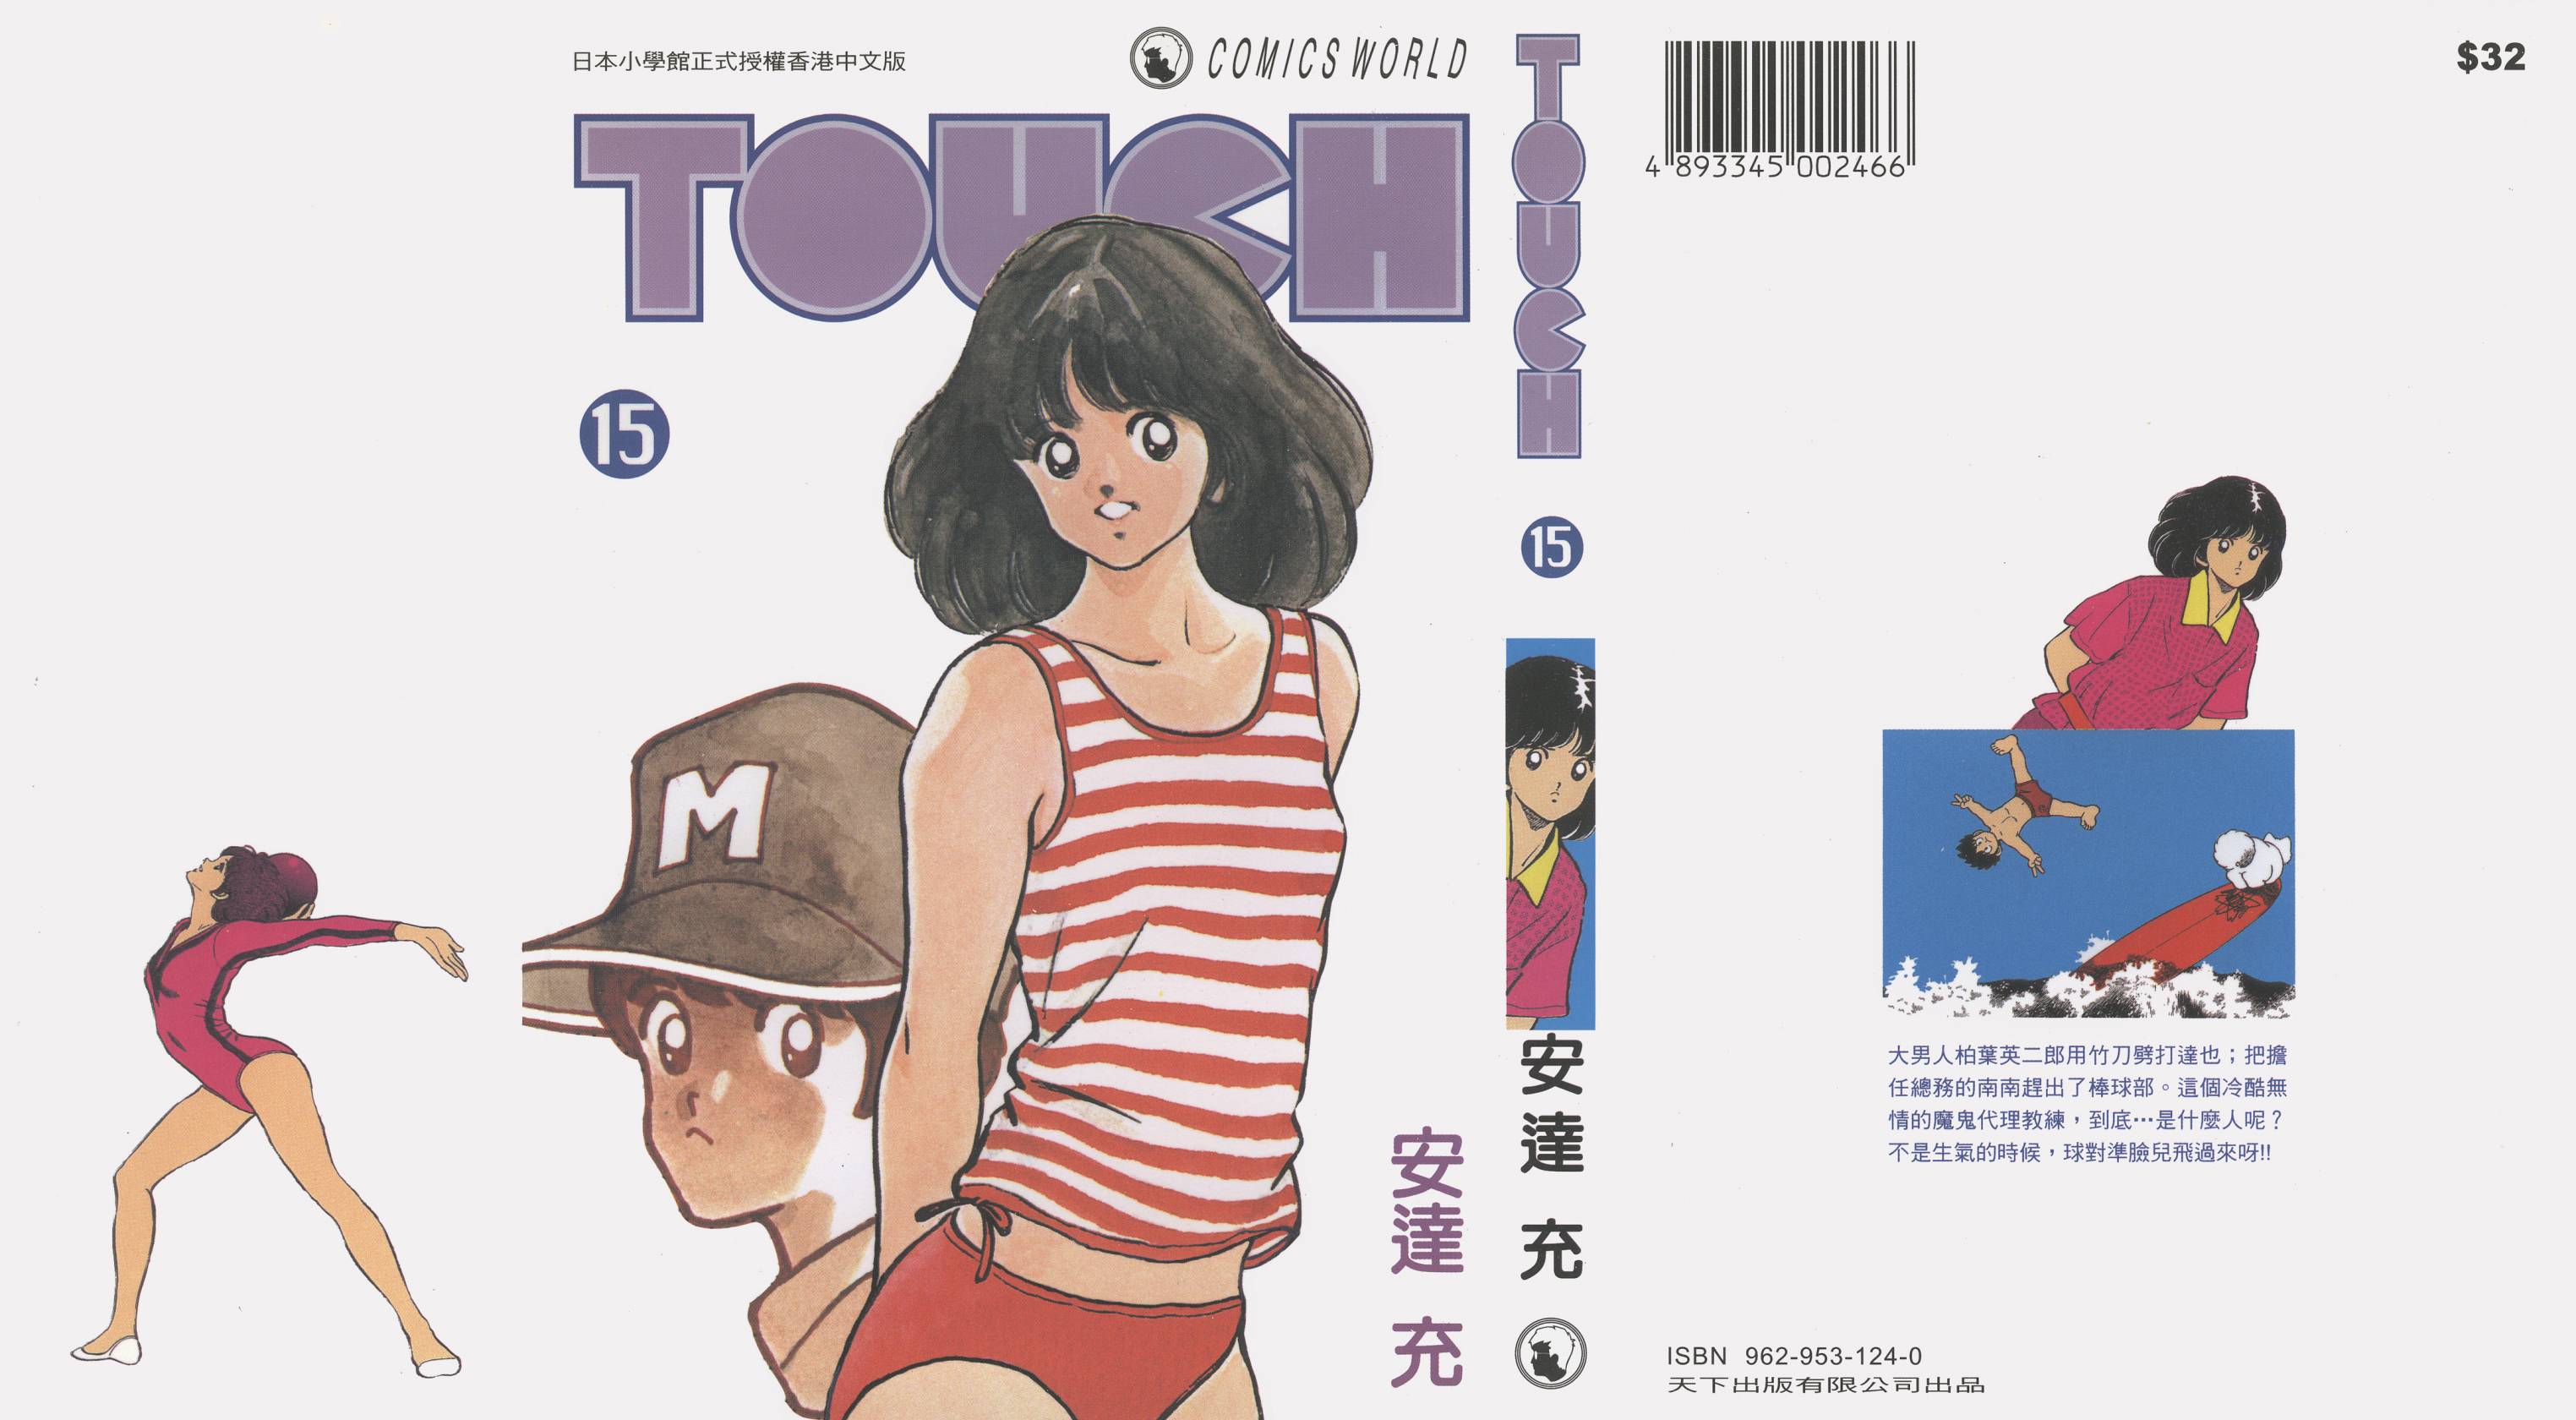 日本小學館正式授權香港中文版
COMICS WORLD
TOUCH
15
M
安達 充
TOUCH
15
安達 充
4 893345 002466
$32
大男人柏葉英二郎用竹刀劈打達也；把擔
任總務的南南趕出了棒球部。這個冷酷無
情的魔鬼代理教練，到底…是什麼人呢？
不是生氣的時候，球對準臉兒飛過來呀!!
ISBN 962-953-124-0
天下出版有限公司出品